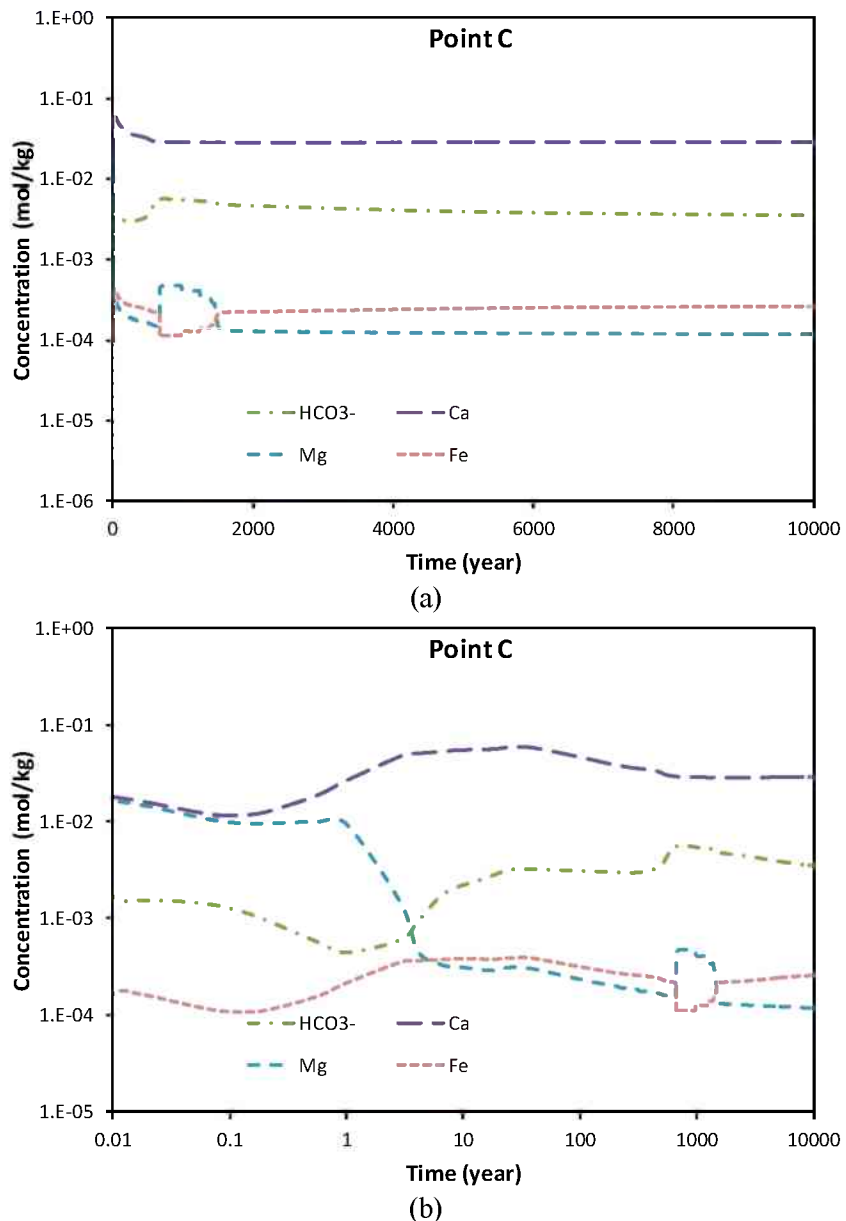 Point C
1.E+00
1.E-01
1.E-02
1.E-03
1.E-04
1.E-05
1.E-06
Concentration (mol/kg)
HCO3- Ca
Mg Fe
0 2000 4000 6000 8000 10000
Time (year)
(a)
Point C
1.E+00
1.E-01
1.E-02
1.E-03
1.E-04
1.E-05
Concentration (mol/kg)
HCO3- Ca
Mg Fe
0.01 0.1 1 10 100 1000 10000
Time (year)
(b)